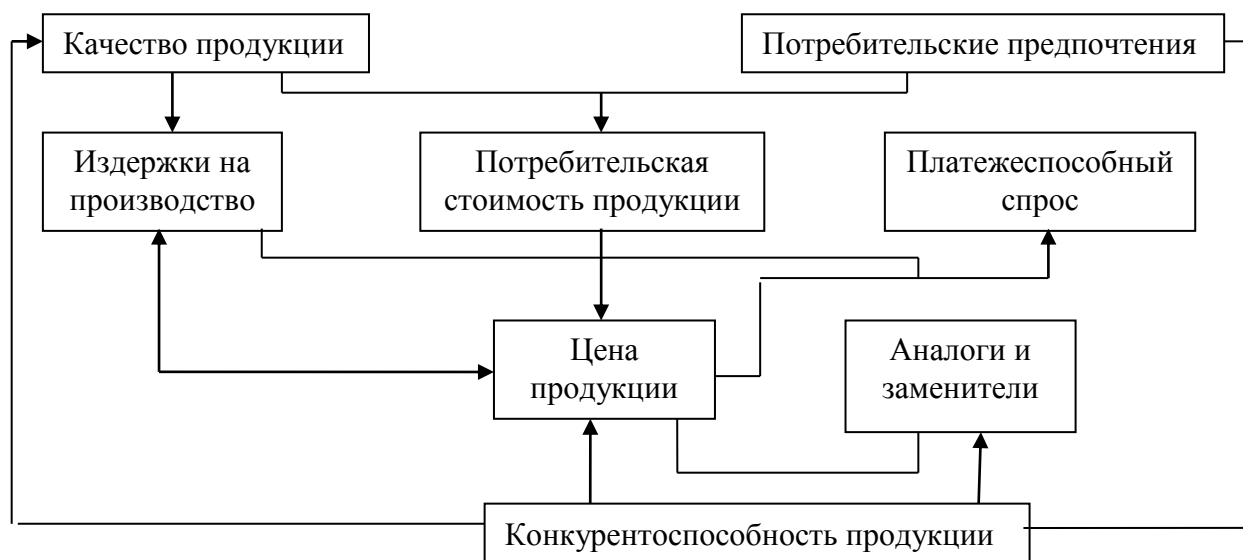 Качество продукции
Потребительские предпочтения
Издержки на
производство
Потребительская
стоимость продукции
Платежеспособный
спрос
Цена
продукции
Аналоги и
заменители
Конкурентоспособность продукции